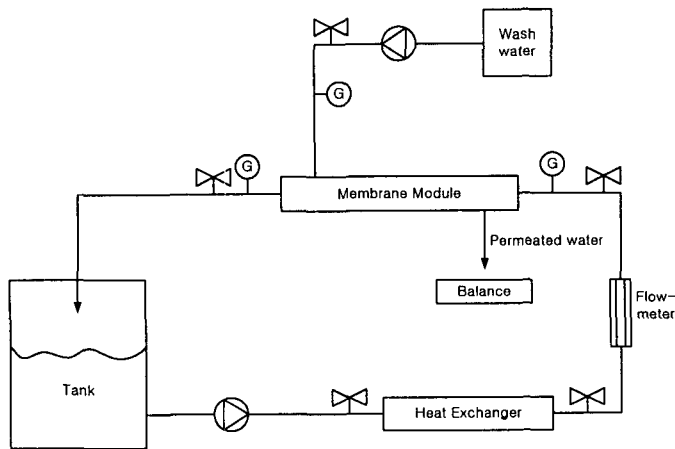 Wash
water
G
G
G
Membrane Module
Permeated water
Balance
Flow-
meter
Tank
Heat Exchanger